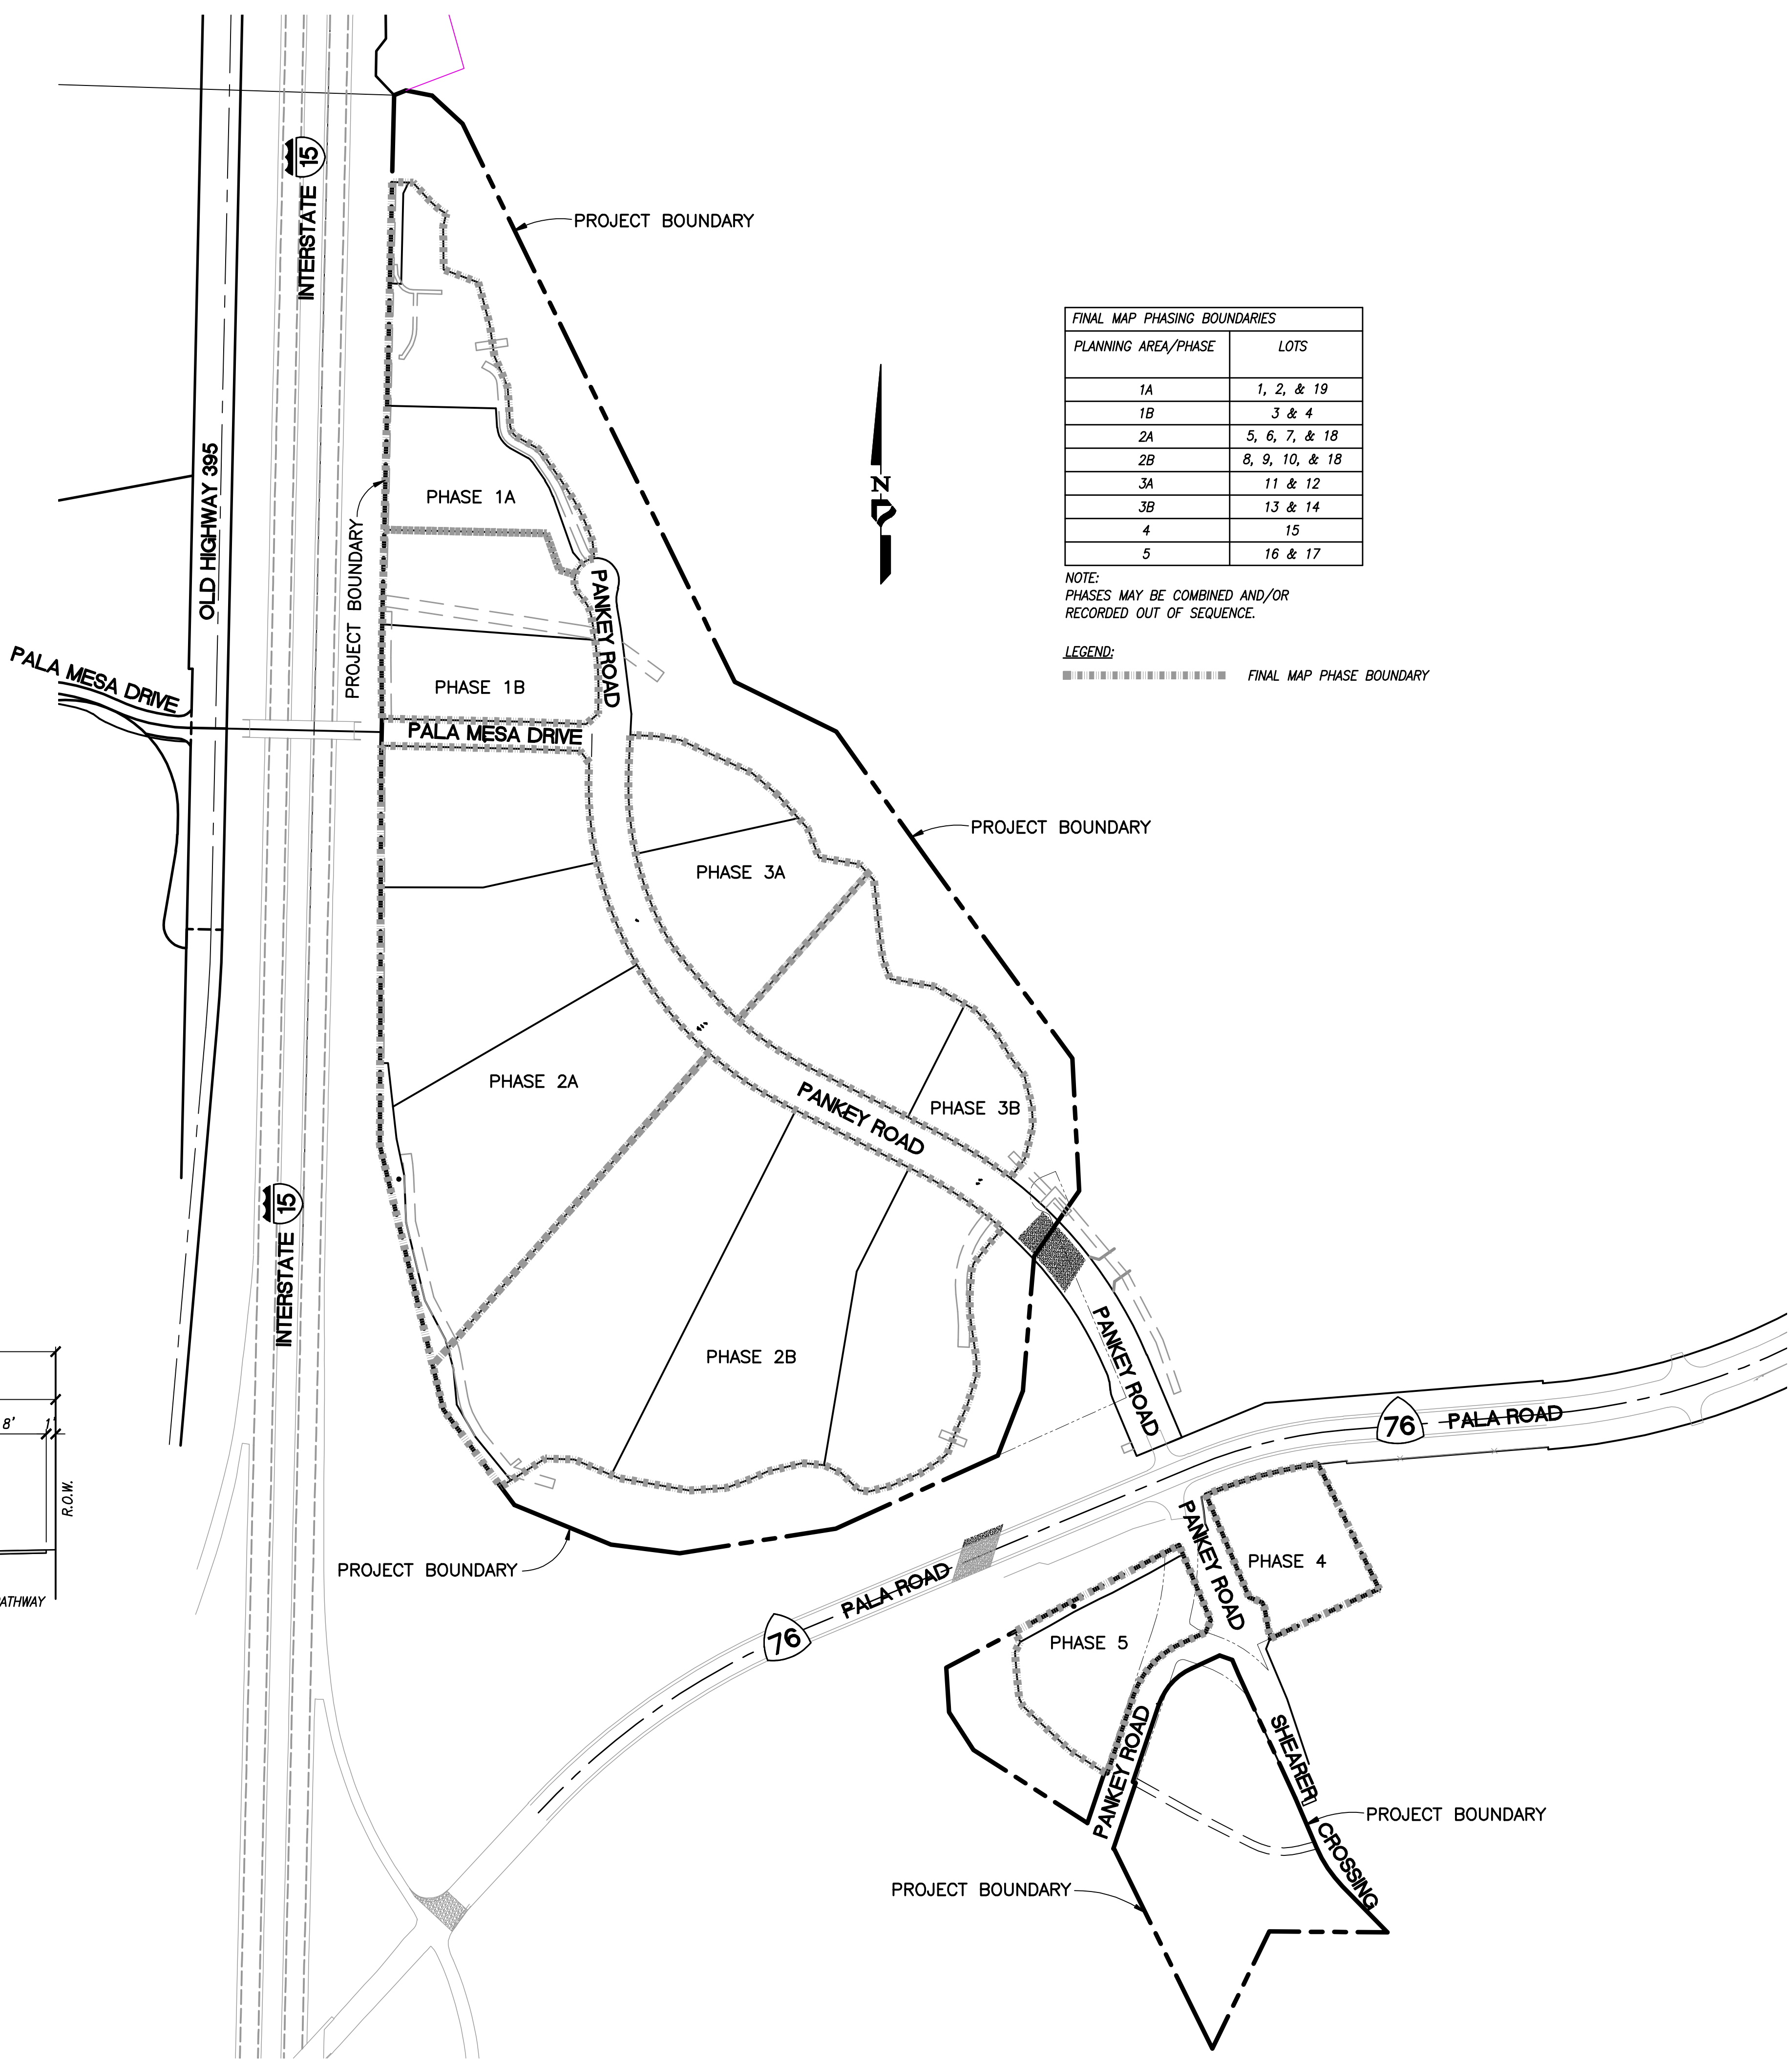 15
INTERSTATE
PROJECT BOUNDARY
FINAL MAP PHASING BOUNDARIES
PLANNING AREA/PHASE LOTS
1A 1, 2, & 19
1B 3 & 4
2A 5, 6, 7, & 18
2B 8, 9, 10, & 18
3A 11 & 12
3B 13 & 14
4 15
5 16 & 17
NOTE:
PHASES MAY BE COMBINED AND/OR
RECORDED OUT OF SEQUENCE.
LEGEND:
FINAL MAP PHASE BOUNDARY
N
OLD HIGHWAY 395
PROJECT BOUNDARY
PHASE 1A
PANKEY ROAD
PALA MESA DRIVE
PHASE 1B
PALA MESA DRIVE
PROJECT BOUNDARY
PHASE 3A
PHASE 2A
PANKEY ROAD
PHASE 3B
15
INTERSTATE
PHASE 2B
PANKEY ROAD
76
PALA ROAD
8'
1'
R.O.W.
PATHWAY
PROJECT BOUNDARY
PALA ROAD
76
PANKEY ROAD
PHASE 4
PHASE 5
PANKEY ROAD
SHEARER
CROSSING
PROJECT BOUNDARY
PROJECT BOUNDARY